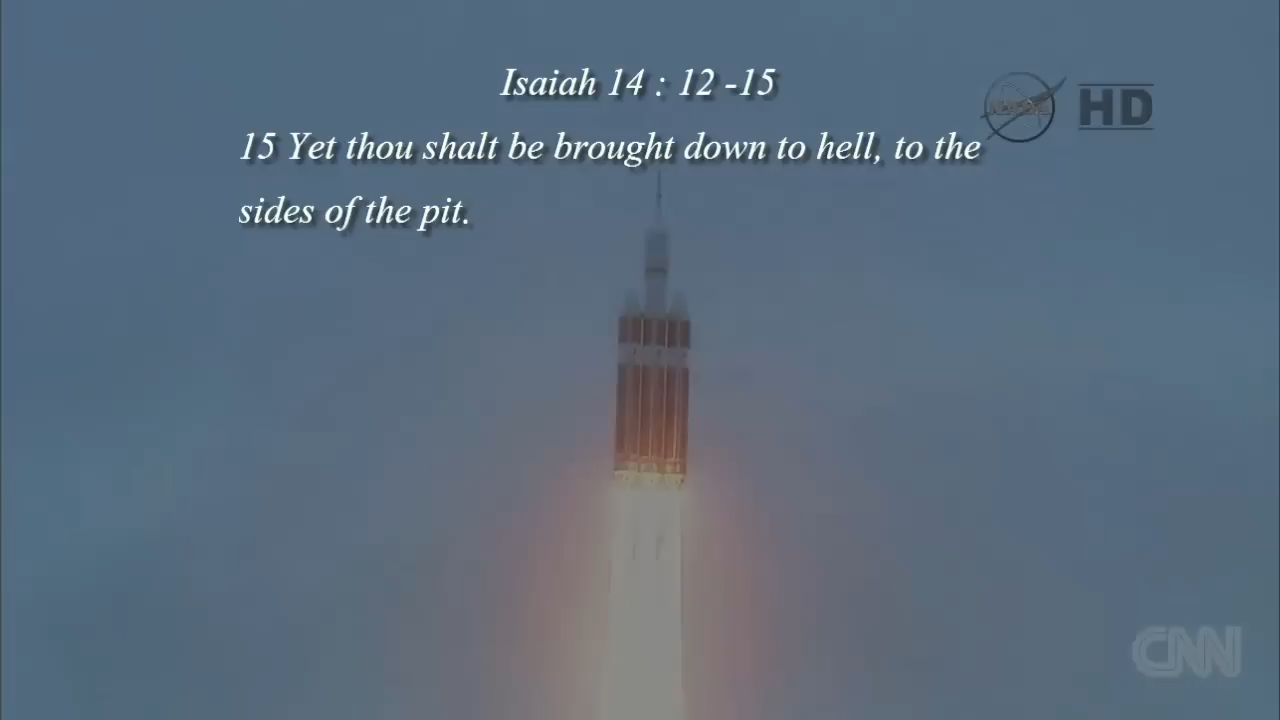 Isaiah 14 : 12 -15
HD
15 Yet thou shalt be brought down to hell, to the
sides of the pit.
CNN